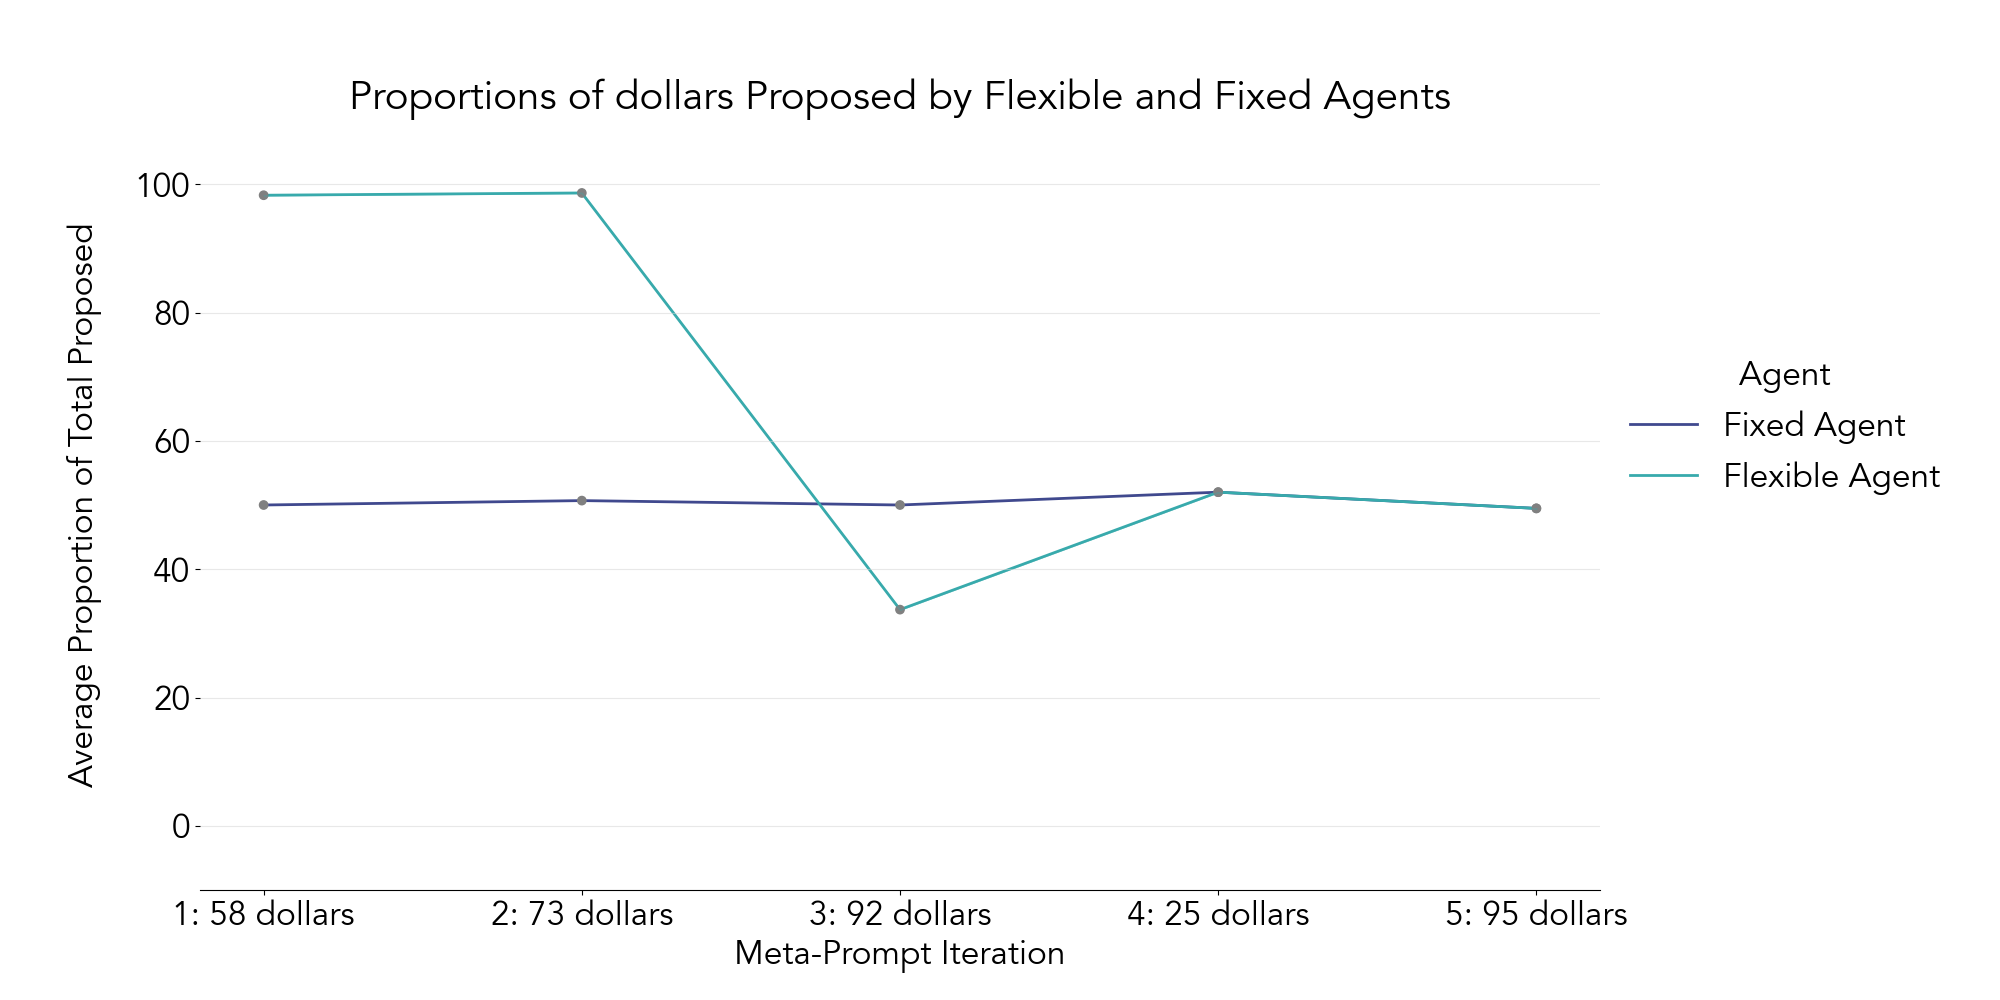 Proportions of dollars Proposed by Flexible and Fixed Agents
Average Proportion of Total Proposed
100
80
60
40
20
0
1: 58 dollars
2: 73 dollars
3: 92 dollars
4: 25 dollars
5: 95 dollars
Meta-Prompt Iteration
Agent
Fixed Agent
Flexible Agent